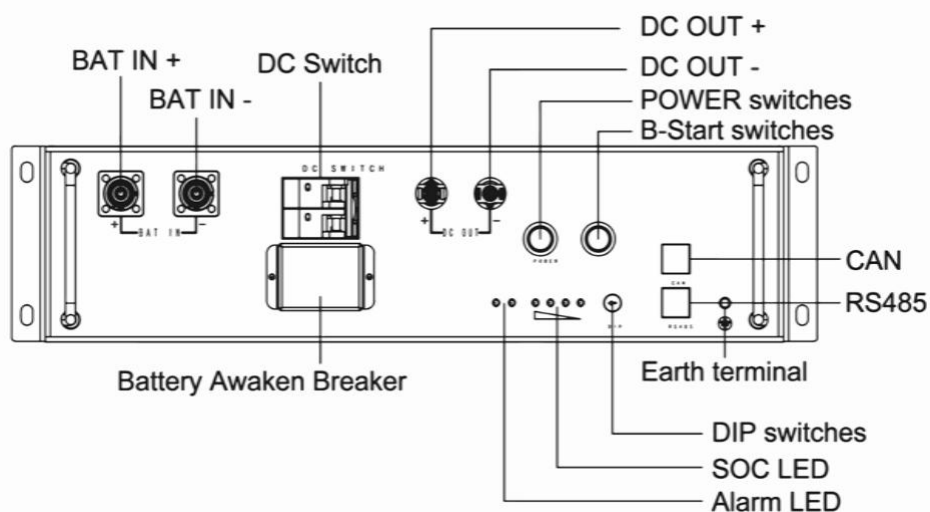 DC OUT +
BAT IN +
DC Switch
DC OUT -
BAT IN -
POWER switches
B-Start switches
DC SWITCH
+
-
BAT IN
+
-
DC OUT
POWER
CAN
CAN
RS485
DIP
RS485
Battery Awaken Breaker
Earth terminal
DIP switches
SOC LED
Alarm LED